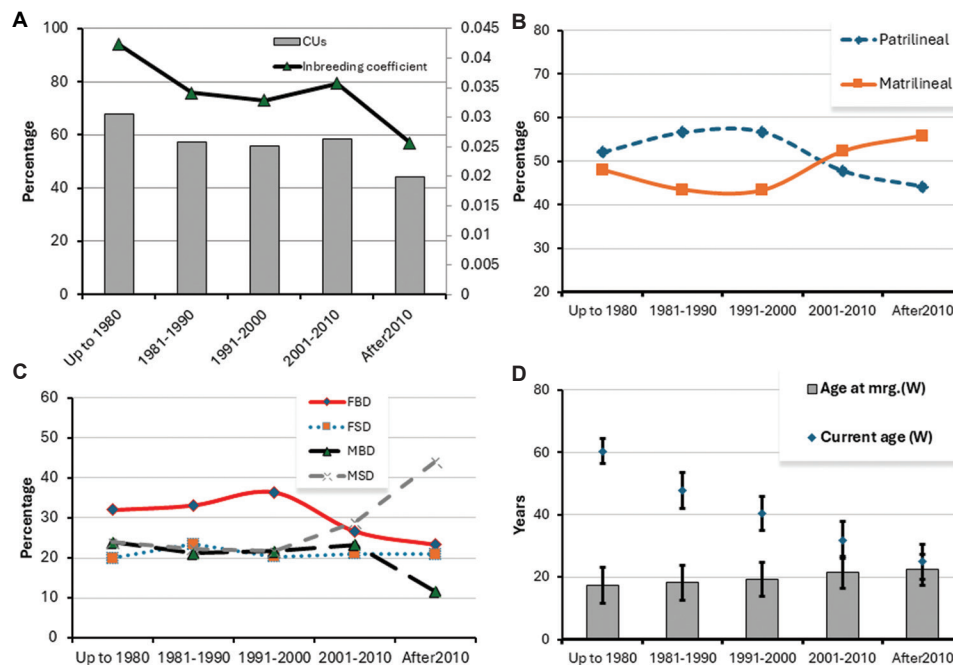 A
100
80
60
40
20
0
Percentage
0.045
0.04
0.035
0.03
0.025
0.02
0.015
0.01
0.005
0
CUs
Inbreeding coefficient
Up to 1980
1981-1990
1991-2000
2001-2010
After2010
B
80
70
60
50
40
30
20
Percentage
Patrilineal
Matrilineal
Up to 1980 1981-1990 1991-2000 2001-2010 After2010
C
60
50
40
30
20
10
0
Percentage
FBD
FSD
MBD
MSD
Up to 1980 1981-1990 1991-2000 2001-2010 After2010
D
80
60
40
20
0
Years
Age at mrg.(W)
Current age (W)
Up to 1980 1981-1990 1991-2000 2001-2010 After2010